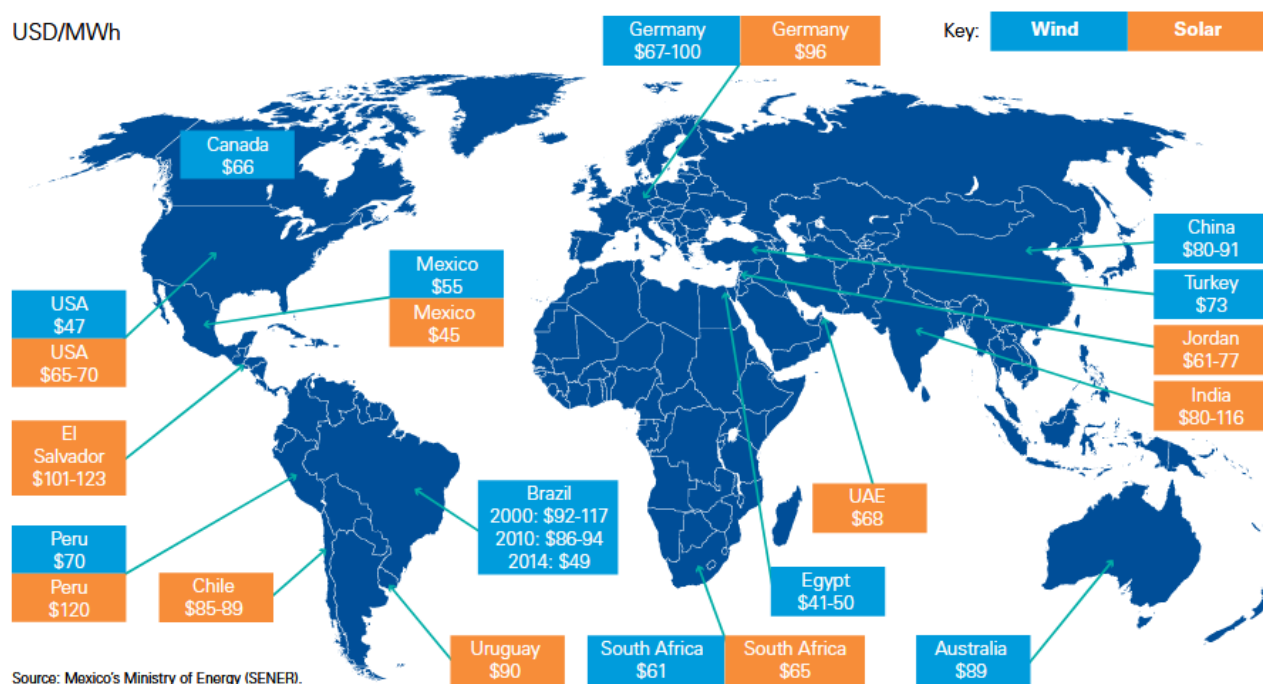 USD/MWh
Germany
$67-100
Germany
$96
Key:
Wind
Solar
Canada
$66
China
$80-91
Mexico
$55
Mexico
$45
Turkey
$73
USA
$47
USA
$65-70
Jordan
$61-77
India
$80-116
El
Salvador
$101-123
Brazil
2000: $92-117
2010: $86-94
2014: $49
UAE
$68
Peru
$70
Peru
$120
Chile
$85-89
Egypt
$41-50
Uruguay
$90
South Africa
$61
South Africa
$65
Australia
$89
Source: Mexico's Ministry of Energy (SENER).